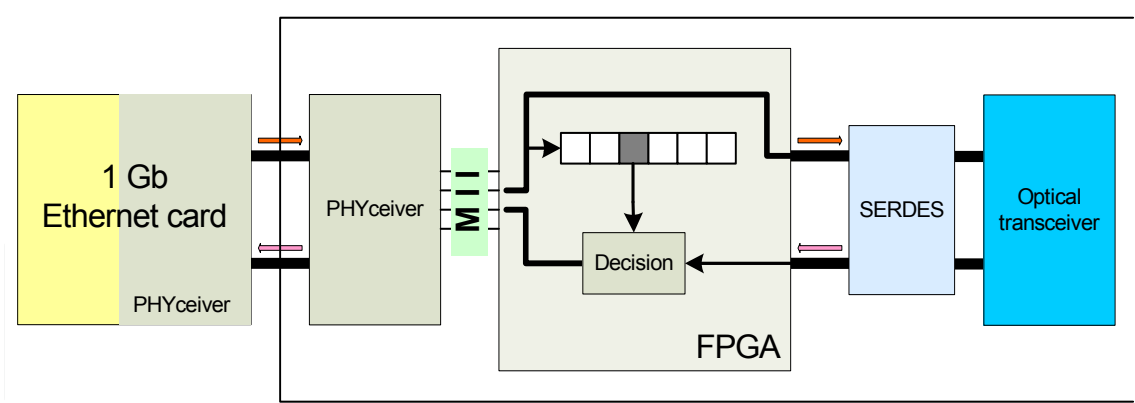 1 Gb
Ethernet card
PHYceiver
PHYceiver
MII
Decision
FPGA
SERDES
Optical
transceiver